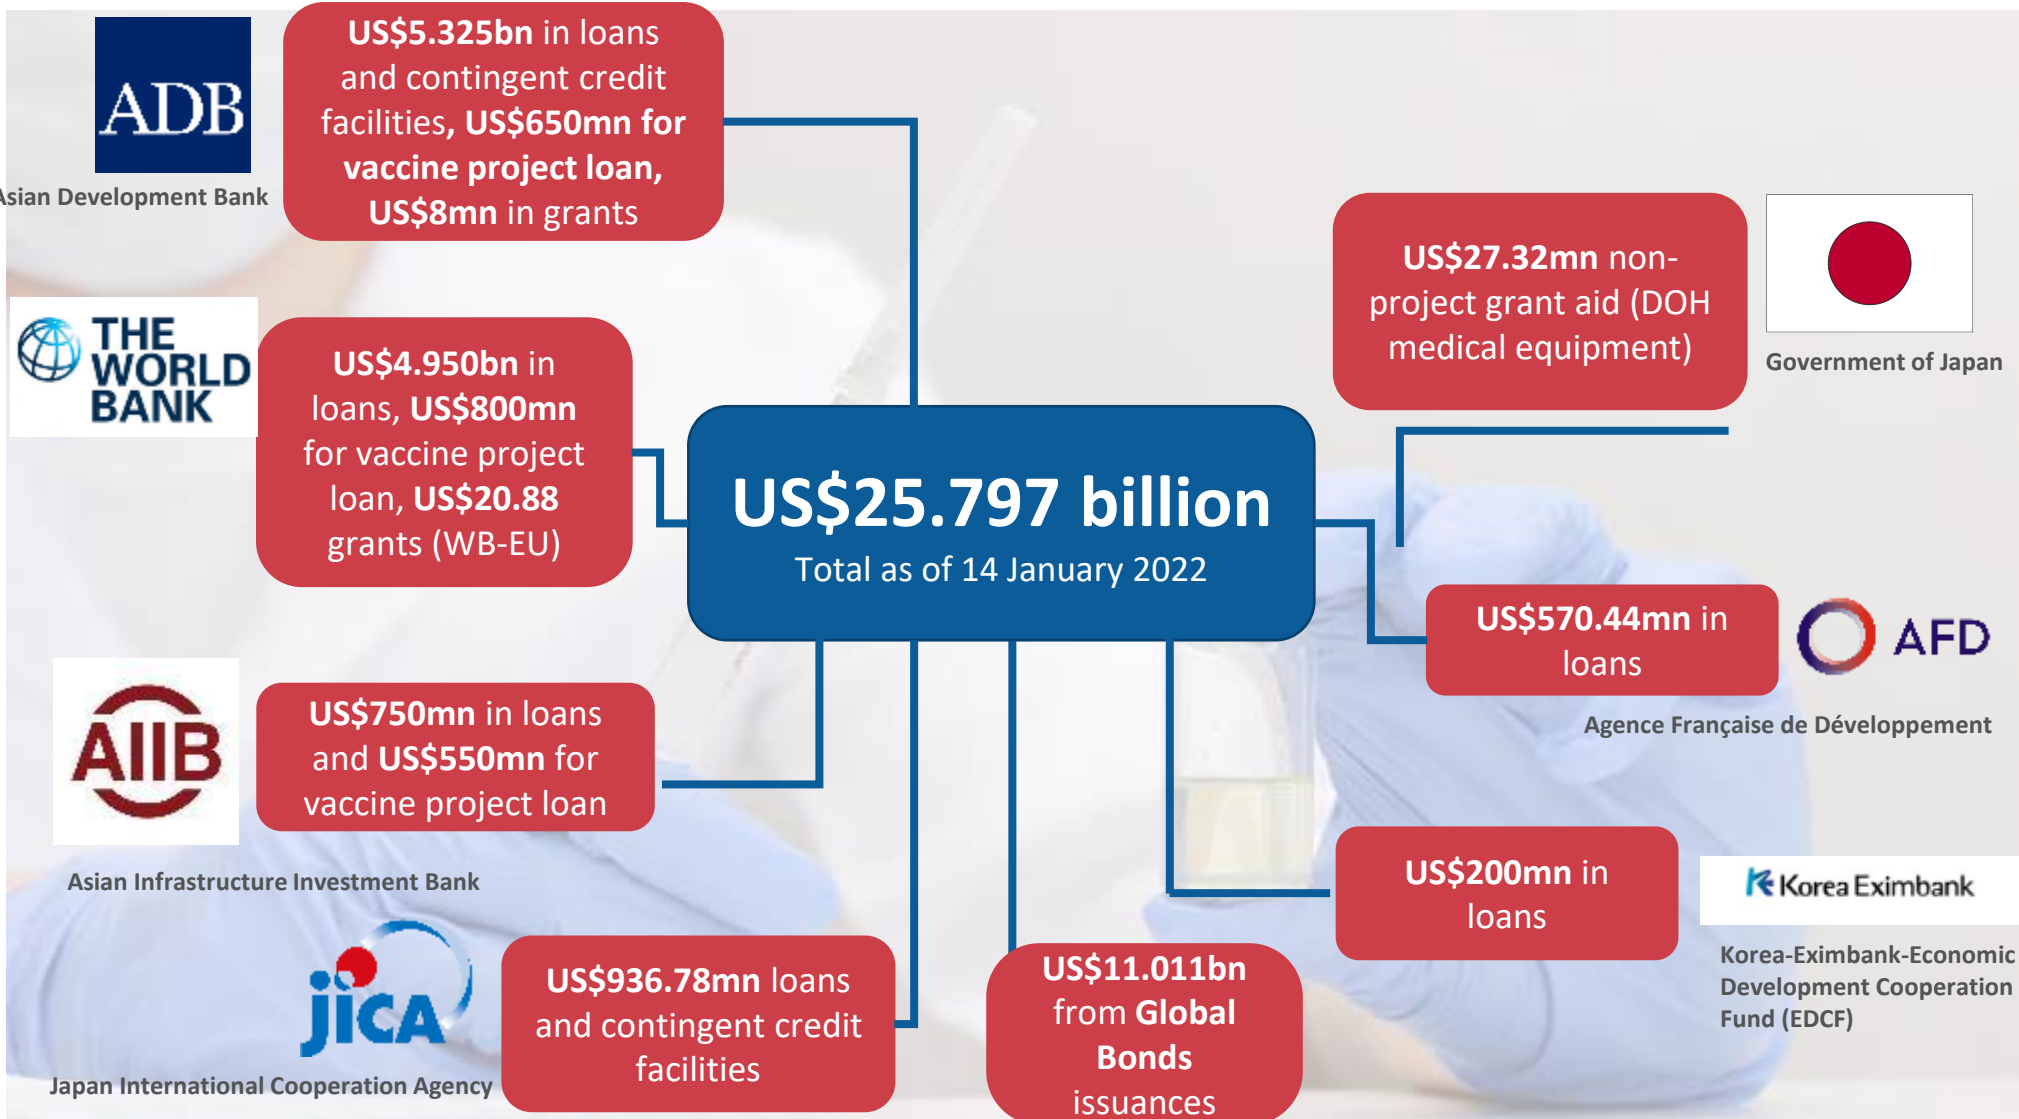 ADB
Asian Development Bank
US$5.325bn in loans
and contingent credit
facilities, US$650mn for
vaccine project loan,
US$8mn in grants
US$27.32mn non-
project grant aid (DOH
medical equipment)
Government of Japan
THE
WORLD
BANK
US$4.950bn in
loans, US$800mn
for vaccine project
loan, US$20.88
grants (WB-EU)
US$25.797 billion
Total as of 14 January 2022
US$570.44mn in
loans
AFD
Agence Française de Développement
AIIB
US$750mn in loans
and US$550mn for
vaccine project loan
Asian Infrastructure Investment Bank
US$200mn in
loans
Korea Eximbank
Korea-Eximbank-Economic
Development Cooperation
Fund (EDCF)
jica
US$936.78mn loans
and contingent credit
facilities
Japan International Cooperation Agency
US$11.011bn
from Global
Bonds
issuances